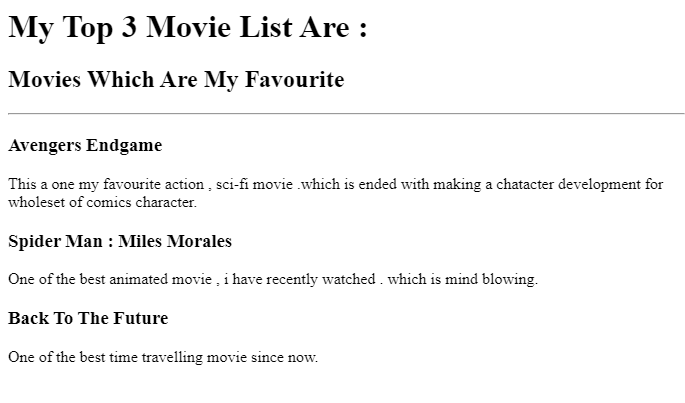 My Top 3 Movie List Are :
Movies Which Are My Favourite
Avengers Endgame
This a one my favourite action , sci-fi movie .which is ended with making a chatacter development for
wholeset of comics character.
Spider Man : Miles Morales
One of the best animated movie , i have recently watched . which is mind blowing.
Back To The Future
One of the best time travelling movie since now.